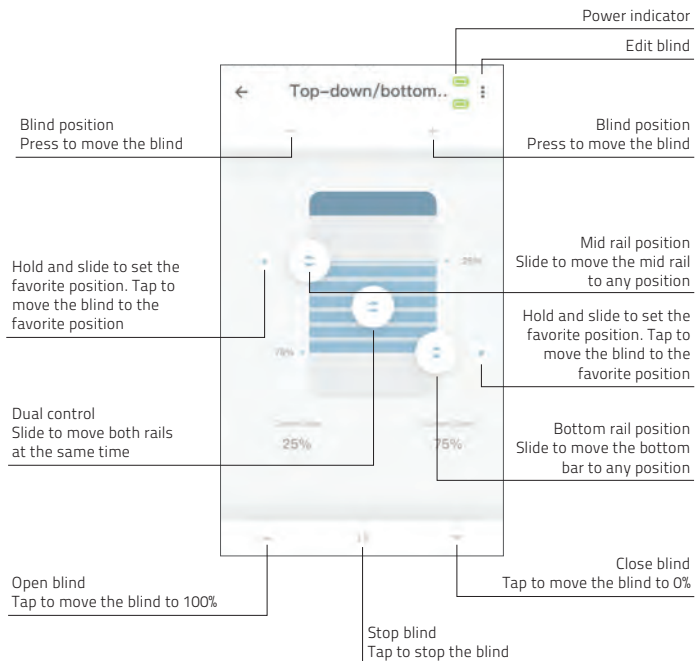 Power indicator
Edit blind
Top-down/bottom..
Blind position
Press to move the blind
Blind position
Press to move the blind
Mid rail position
Slide to move the mid rail
to any position
25%
Hold and slide to set the
favorite position. Tap to
move the blind to the
favorite position
Hold and slide to set the
favorite position. Tap to
move the blind to the
favorite position
75%
Dual control
Slide to move both rails
at the same time
25%
75%
Bottom rail position
Slide to move the bottom
bar to any position
Open blind
Tap to move the blind to 100%
Close blind
Tap to move the blind to 0%
Stop blind
Tap to stop the blind